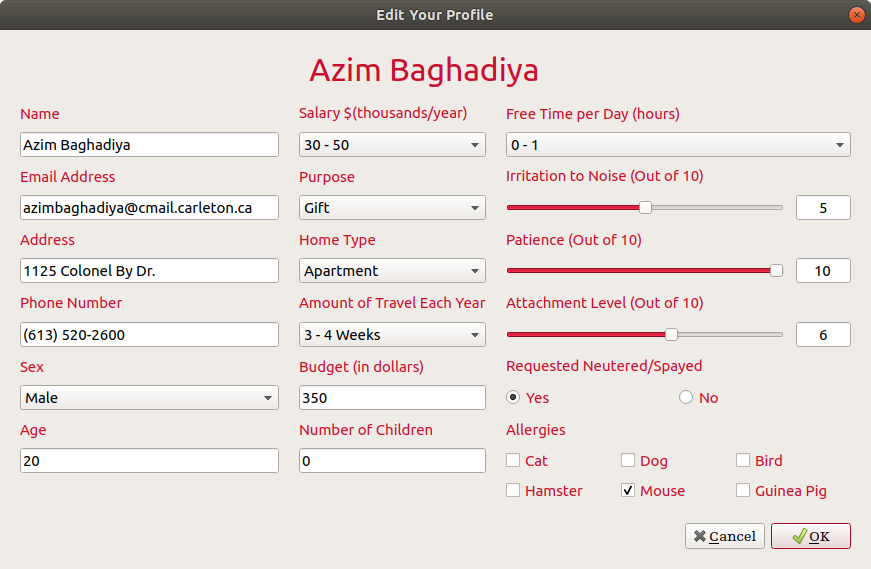 Edit Your Profile
Azim Baghadiya
Name
Azim Baghadiya
Email Address
azimbaghadiya@cmail.carleton.ca
Address
1125 Colonel By Dr.
Phone Number
(613) 520-2600
Sex
Male
Age
20
Salary $(thousands/year)
30 - 50
Purpose
Gift
Home Type
Apartment
Amount of Travel Each Year
3 - 4 Weeks
Budget (in dollars)
350
Number of Children
0
Free Time per Day (hours)
0 - 1
Irritation to Noise (Out of 10)
5
Patience (Out of 10)
10
Attachment Level (Out of 10)
6
Requested Neutered/Spayed
Yes No
Allergies
Cat Dog Bird
Hamster Mouse Guinea Pig
Cancel OK